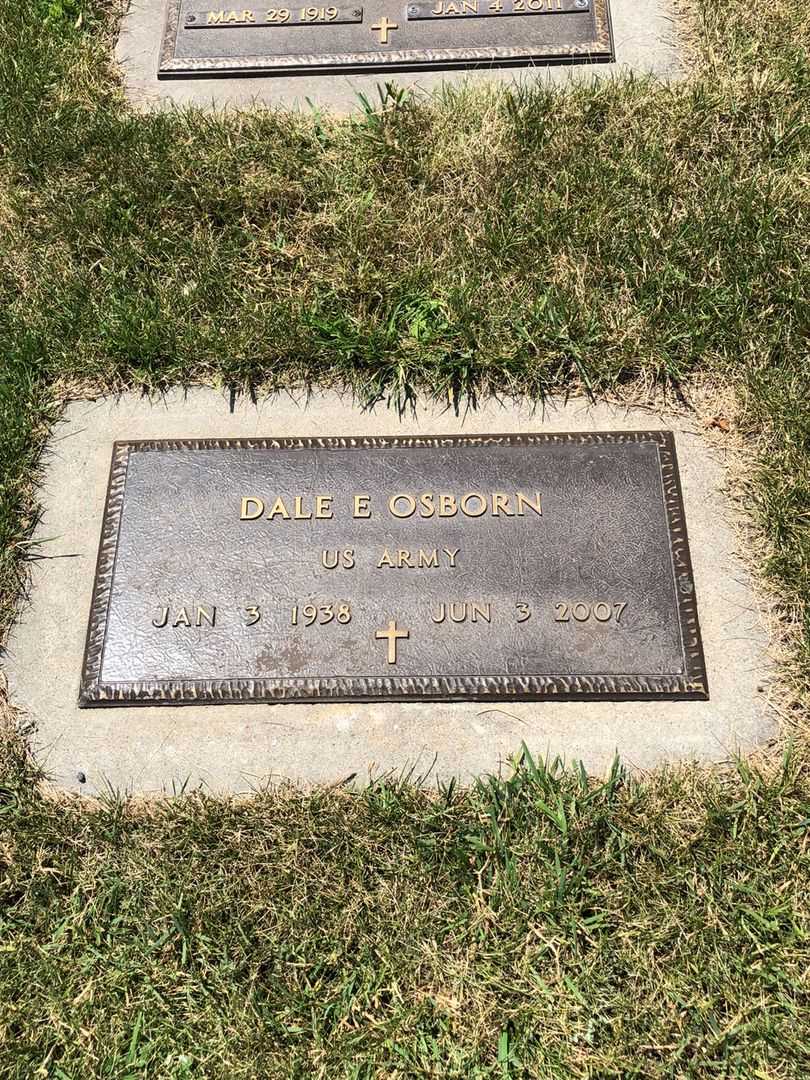 MAR 29 1919 JAN 4 2011
DALE E OSBORN
US ARMY
JAN 3 1938 JUN 3 2007